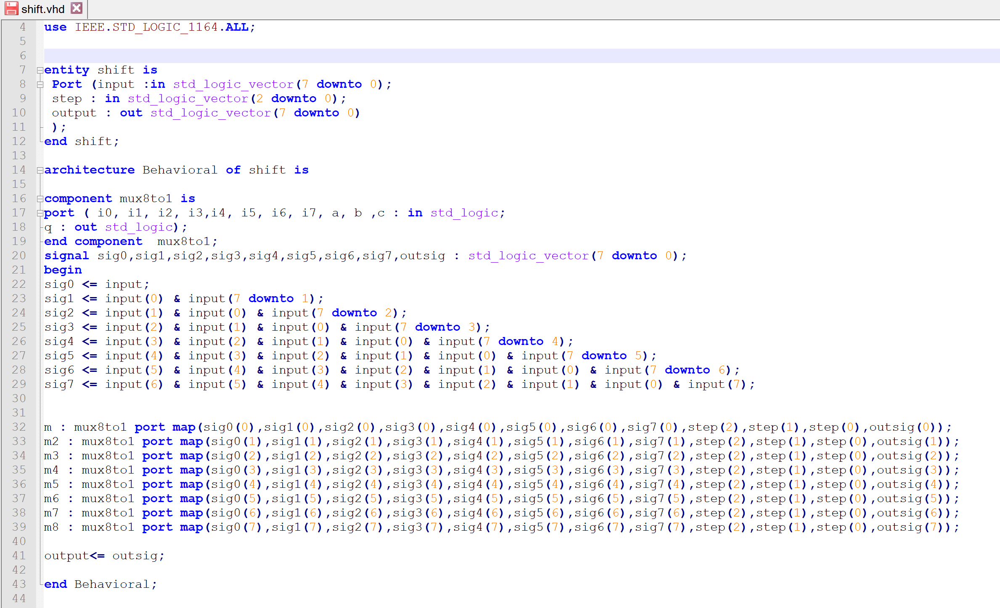 shift.vhd
4 use IEEE.STD_LOGIC_1164.ALL;
5
6
7 entity shift is
8 Port (input :in std_logic_vector(7 downto 0);
9 step : in std_logic_vector(2 downto 0);
10 output : out std_logic_vector(7 downto 0)
11 );
12 end shift;
13
14 architecture Behavioral of shift is
15
16 component mux8to1 is
17 port ( i0, i1, i2, i3,i4, i5, i6, i7, a, b ,c : in std_logic;
18 q : out std_logic);
19 end component  mux8to1;
20 signal sig0,sig1,sig2,sig3,sig4,sig5,sig6,sig7,outsig : std_logic_vector(7 downto 0);
21 begin
22 sig0 <= input;
23 sig1 <= input(0) & input(7 downto 1);
24 sig2 <= input(1) & input(0) & input(7 downto 2);
25 sig3 <= input(2) & input(1) & input(0) & input(7 downto 3);
26 sig4 <= input(3) & input(2) & input(1) & input(0) & input(7 downto 4);
27 sig5 <= input(4) & input(3) & input(2) & input(1) & input(0) & input(7 downto 5);
28 sig6 <= input(5) & input(4) & input(3) & input(2) & input(1) & input(0) & input(7 downto 6);
29 sig7 <= input(6) & input(5) & input(4) & input(3) & input(2) & input(1) & input(0) & input(7);
30
31
32 m : mux8to1 port map(sig0(0),sig1(0),sig2(0),sig3(0),sig4(0),sig5(0),sig6(0),sig7(0),step(2),step(1),step(0),outsig(0));
33 m2 : mux8to1 port map(sig0(1),sig1(1),sig2(1),sig3(1),sig4(1),sig5(1),sig6(1),sig7(1),step(2),step(1),step(0),outsig(1));
34 m3 : mux8to1 port map(sig0(2),sig1(2),sig2(2),sig3(2),sig4(2),sig5(2),sig6(2),sig7(2),step(2),step(1),step(0),outsig(2));
35 m4 : mux8to1 port map(sig0(3),sig1(3),sig2(3),sig3(3),sig4(3),sig5(3),sig6(3),sig7(3),step(2),step(1),step(0),outsig(3));
36 m5 : mux8to1 port map(sig0(4),sig1(4),sig2(4),sig3(4),sig4(4),sig5(4),sig6(4),sig7(4),step(2),step(1),step(0),outsig(4));
37 m6 : mux8to1 port map(sig0(5),sig1(5),sig2(5),sig3(5),sig4(5),sig5(5),sig6(5),sig7(5),step(2),step(1),step(0),outsig(5));
38 m7 : mux8to1 port map(sig0(6),sig1(6),sig2(6),sig3(6),sig4(6),sig5(6),sig6(6),sig7(6),step(2),step(1),step(0),outsig(6));
39 m8 : mux8to1 port map(sig0(7),sig1(7),sig2(7),sig3(7),sig4(7),sig5(7),sig6(7),sig7(7),step(2),step(1),step(0),outsig(7));
40
41 output<= outsig;
42
43 end Behavioral;
44